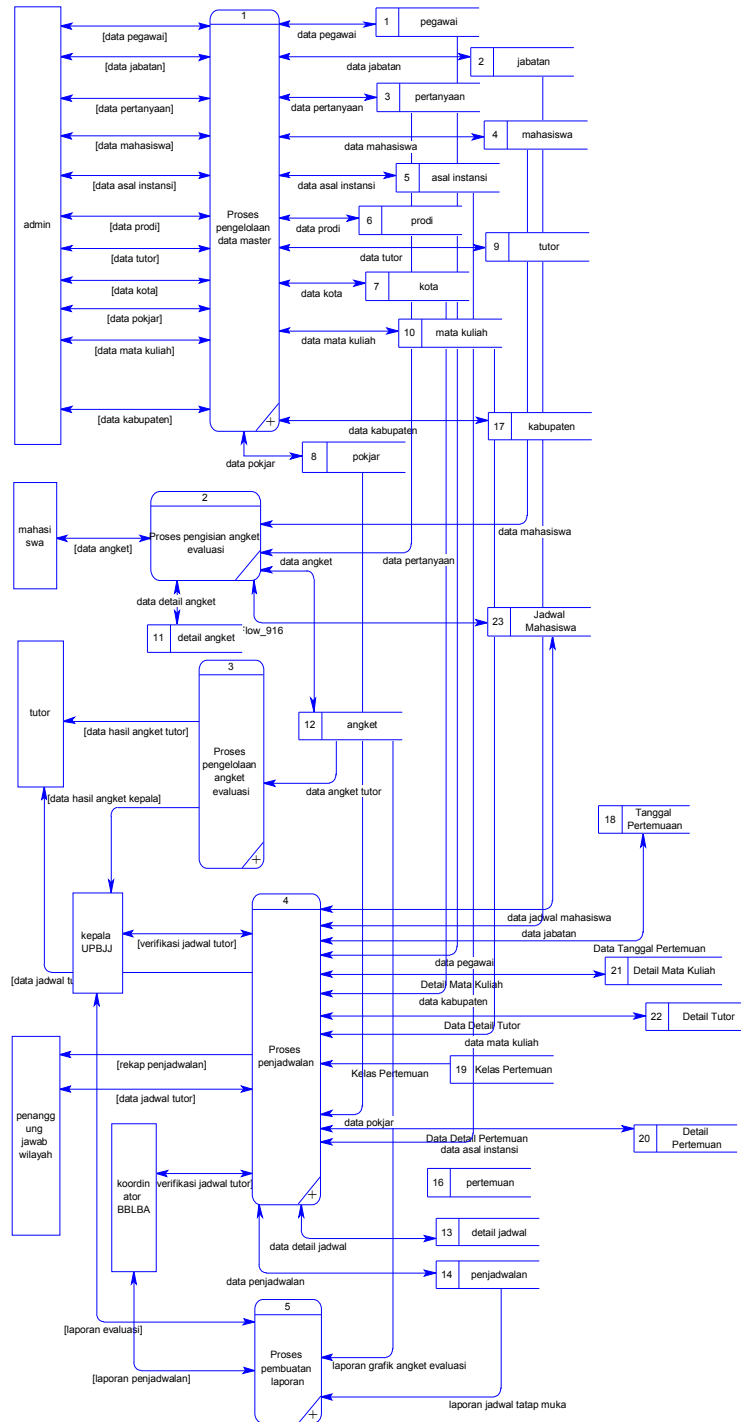 1
1
pegawai
[data pegawai]
data pegawai
2
jabatan
[data jabatan]
data jabatan
3
pertanyaan
[data pertanyaan]
data pertanyaan
4
mahasiswa
[data mahasiswa]
data mahasiswa
5
asal instansi
[data asal instansi]
data asal instansi
admin
Proses
pengelolaan
data master
6
prodi
[data prodi]
data prodi
9
tutor
[data tutor]
data tutor
7
kota
[data kota]
data kota
[data pokjar]
10
mata kuliah
[data mata kuliah]
data mata kuliah
[data kabupaten]
data kabupaten
17
kabupaten
data pokjar
8
pokjar
2
mahasi
swa
[data angket]
Proses pengisian angket
evaluasi
data mahasiswa
data angket
data pertanyaan
data detail angket
11
detail angket
Flow_916
23
Jadwal
Mahasiswa
3
tutor
[data hasil angket tutor]
12
angket
Proses
pengelolaan
angket
evaluasi
data angket tutor
[data hasil angket kepala]
18
Tanggal
Pertemuaan
4
kepala
UPBJJ
[verifikasi jadwal tutor]
data jadwal mahasiswa
data jabatan
Data Tanggal Pertemuan
data pegawai
21
Detail Mata Kuliah
[data jadwal tu
Detail Mata Kuliah
data kabupaten
22
Detail Tutor
Data Detail Tutor
data mata kuliah
Proses
penjadwalan
[rekap penjadwalan]
Kelas Pertemuan
19
Kelas Pertemuan
[data jadwal tutor]
penangg
ung jawab
wilayah
data pokjar
Data Detail Pertemuan
data asal instansi
20
Detail
Pertemuan
koordin
ator
BBLBA
verifikasi jadwal tutor]
16
pertemuan
13
detail jadwal
data detail jadwal
14
penjadwalan
data penjadwalan
5
[laporan evaluasi]
Proses
pembuatan
laporan
laporan grafik angket evaluasi
[laporan penjadwalan]
laporan jadwal tatap muka